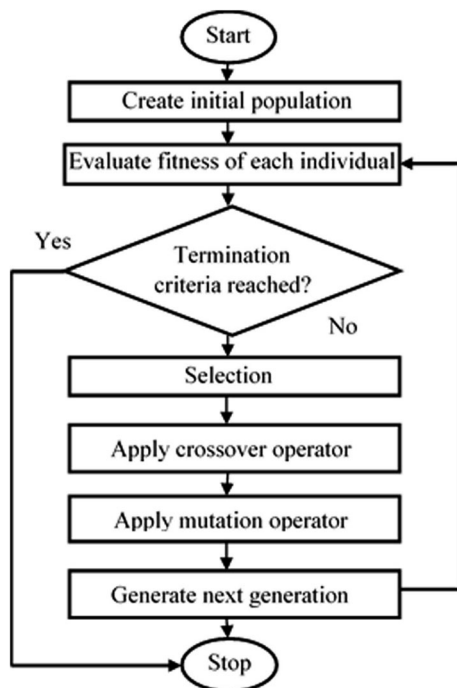 Start
Create initial population
Evaluate fitness of each individual
Yes
Termination
criteria reached?
No
Selection
Apply crossover operator
Apply mutation operator
Generate next generation
Stop